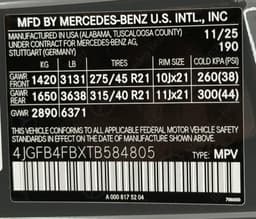 MFD BY MERCEDES-BENZ U.S. INTL., INC
MANUFACTURED IN USA (ALABAMA, TUSCALOOSA COUNTY) 11/25
UNDER CONTRACT FOR MERCEDES-BENZ AG, 190
STUTTGART (GERMANY)
KG LB TIRES RIM SIZE COLD KPA (PSI)
GAWR FRONT 1420 3131 275/45 R21 10Jx21 260(38)
GAWR REAR 1650 3638 315/40 R21 11Jx21 300(44)
GVWR 2890 6371
THIS VEHICLE CONFORMS TO ALL APPLICABLE FEDERAL MOTOR VEHICLE SAFETY
STANDARDS IN EFFECT ON THE DATE OF MANUFACTURE SHOWN ABOVE.
4JGFB4FBXTB584805 TYPE: MPV
A 000 817 52 04